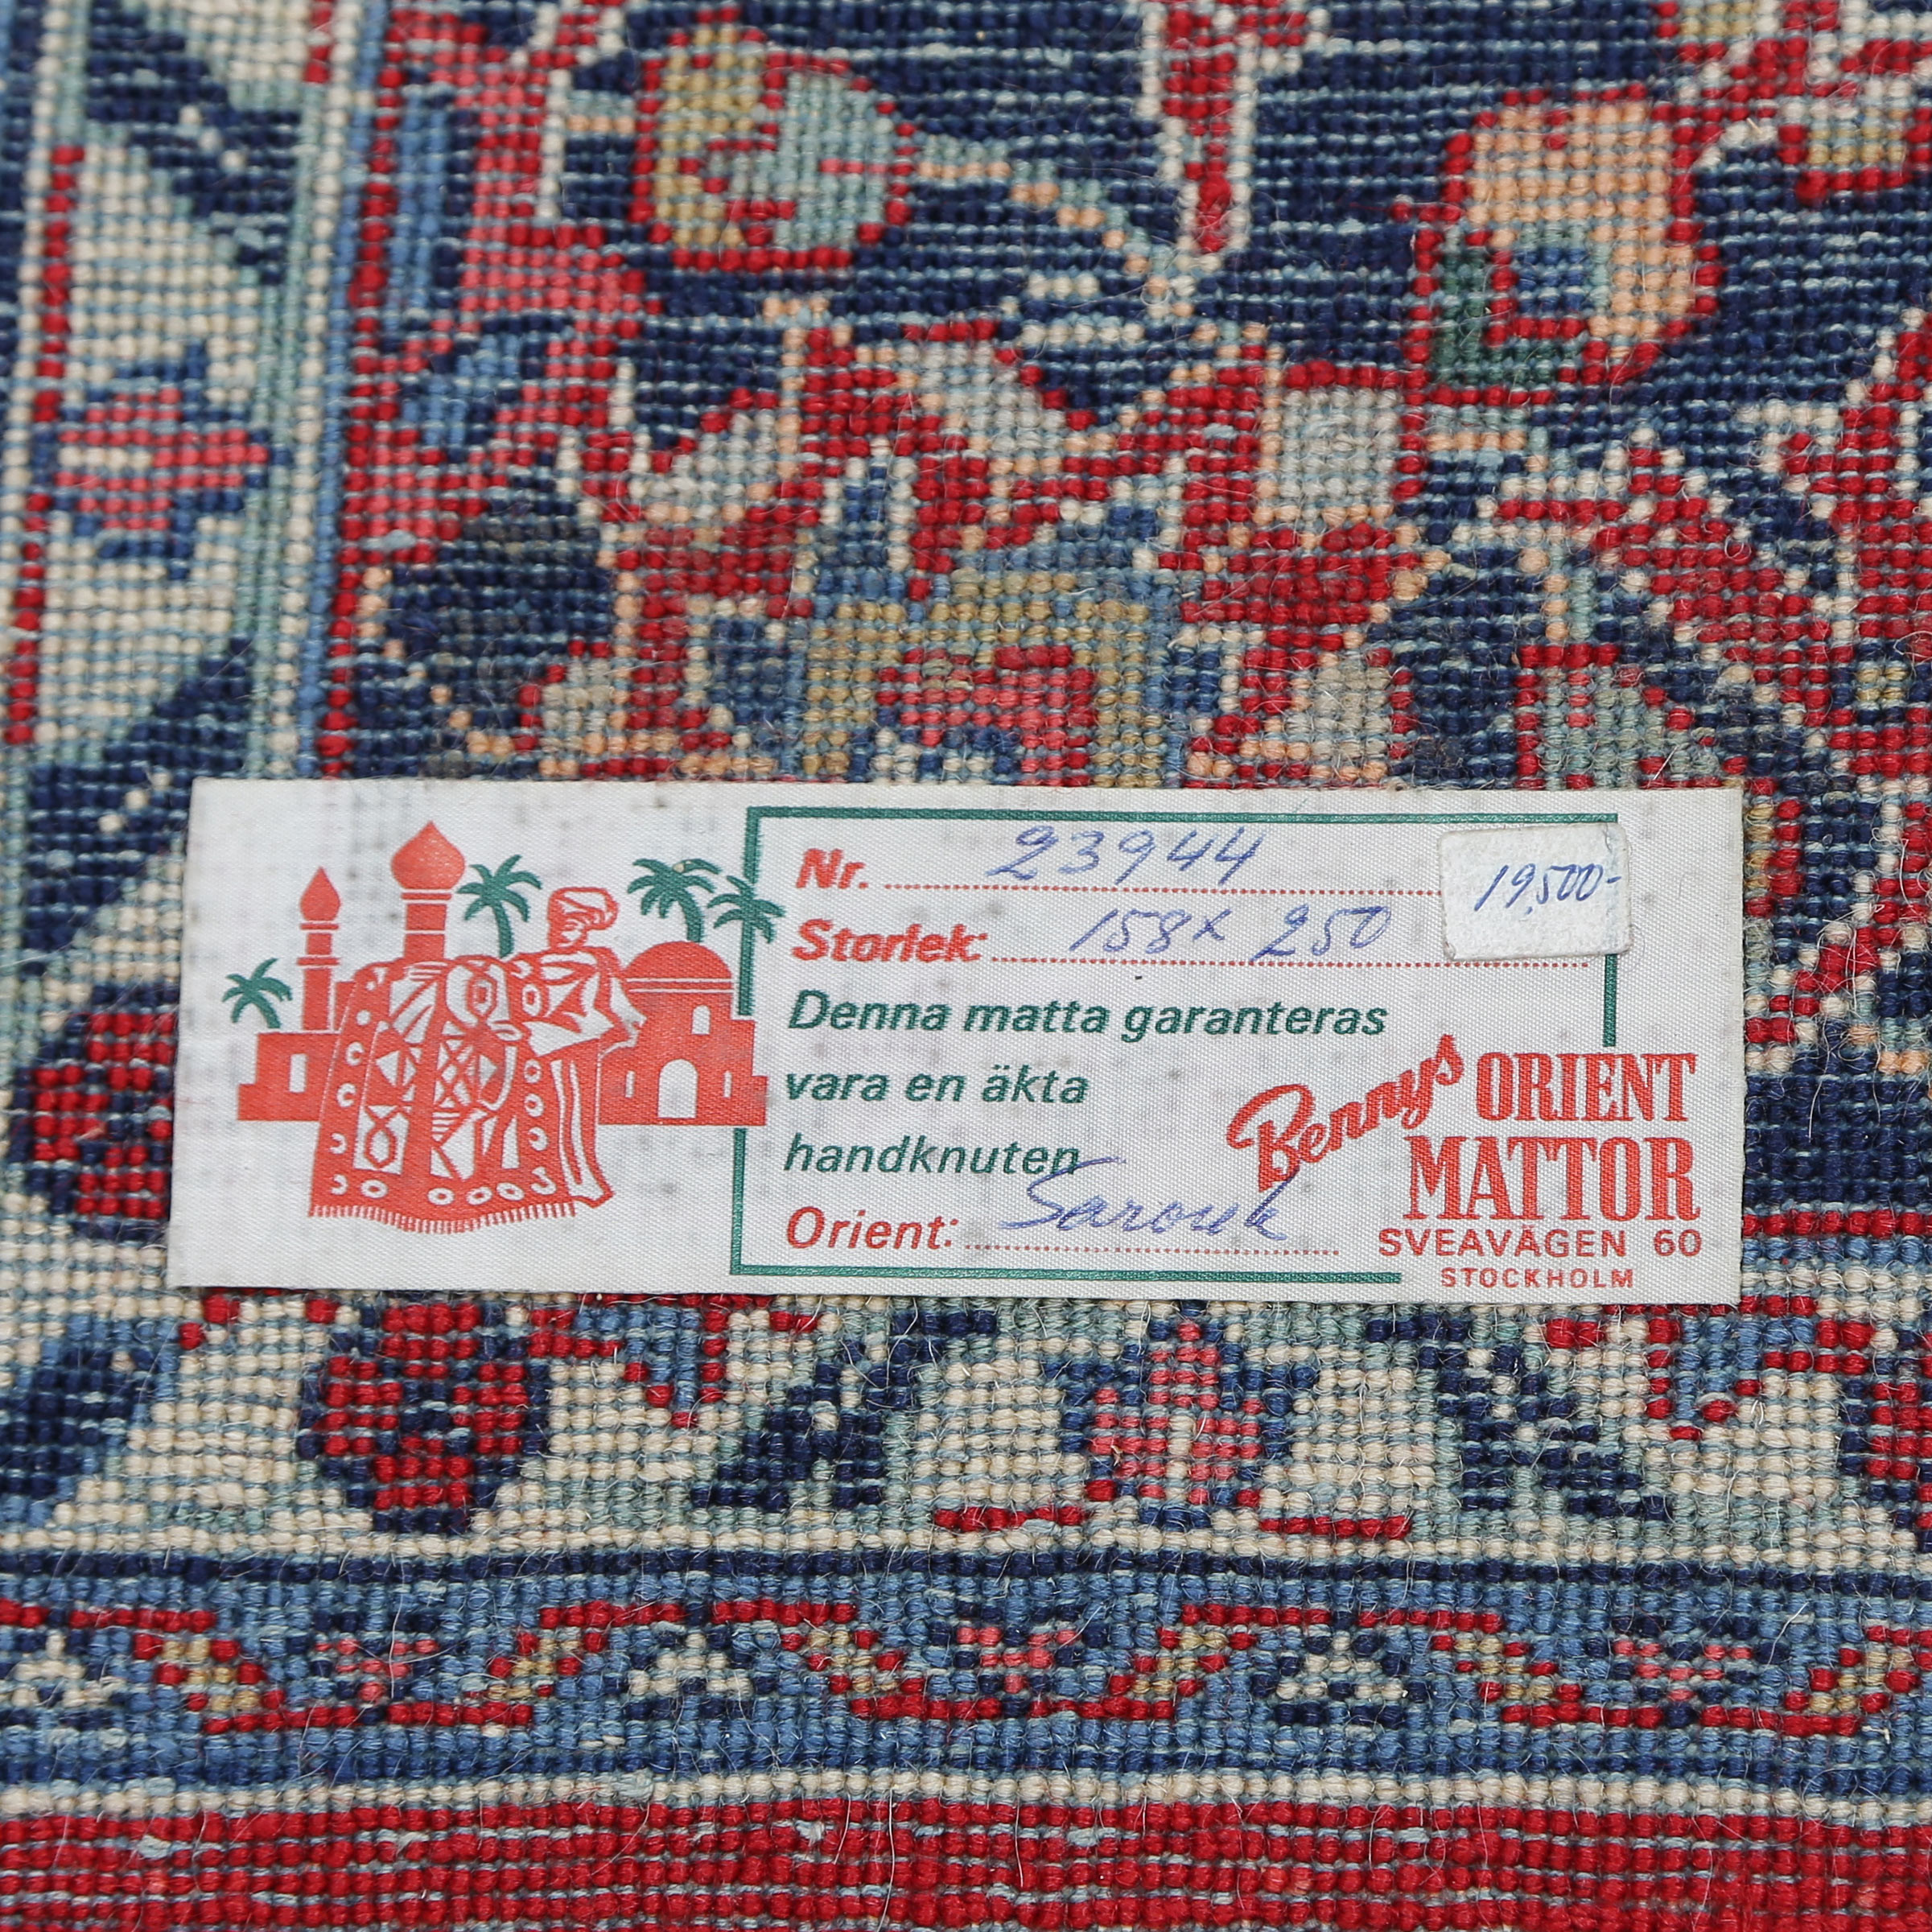 Nr. 23944
19,500-
Storlek: 158 x 250
Denna matta garanteras
vara en äkta
handknuten
Orient: Sarouk
Bennys ORIENT
MATTOR
SVEAVÄGEN 60
STOCKHOLM